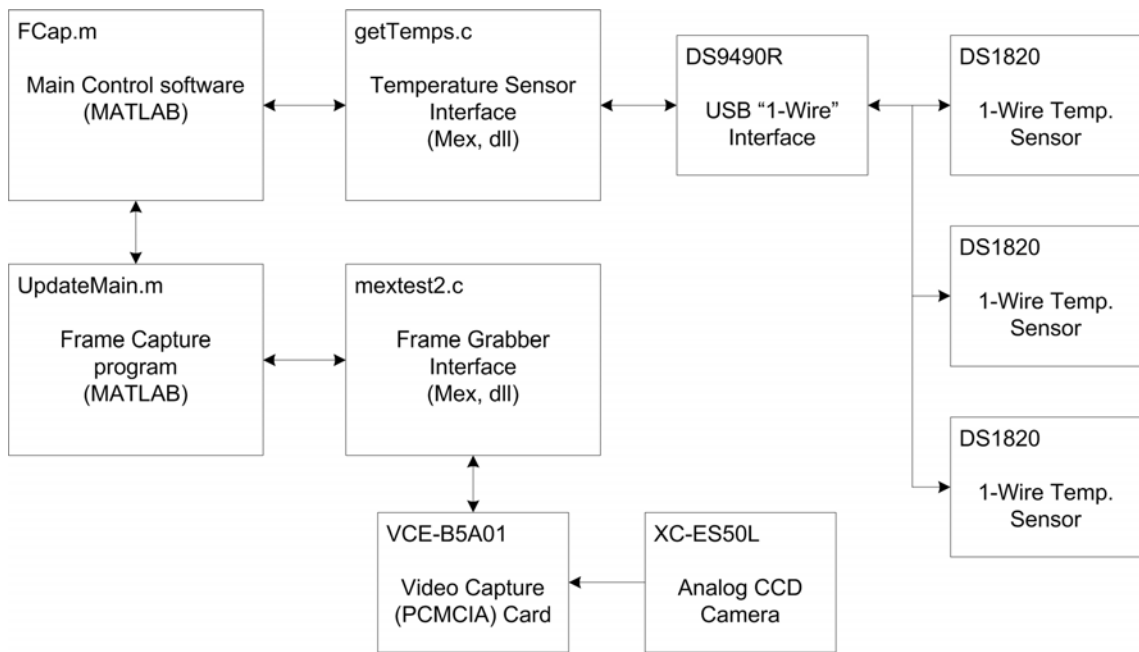 FCap.m
Main Control software
(MATLAB)
getTemps.c
Temperature Sensor
Interface
(Mex, dll)
DS9490R
USB “1-Wire”
Interface
DS1820
1-Wire Temp.
Sensor
DS1820
1-Wire Temp.
Sensor
DS1820
1-Wire Temp.
Sensor
UpdateMain.m
Frame Capture
program
(MATLAB)
mextest2.c
Frame Grabber
Interface
(Mex, dll)
VCE-B5A01
Video Capture
(PCMCIA) Card
XC-ES50L
Analog CCD
Camera